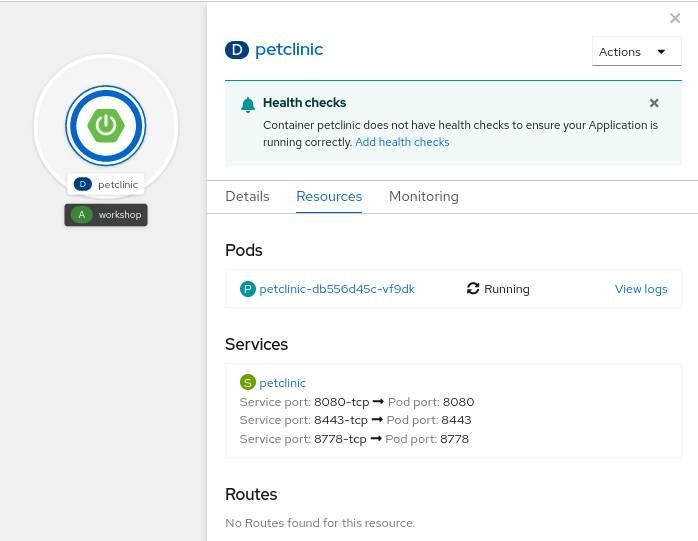 D petclinic
A workshop
D petclinic
Actions
Health checks
Container petclinic does not have health checks to ensure your Application is
running correctly. Add health checks
Details Resources Monitoring
Pods
P petclinic-db556d45c-vf9dk Running View logs
Services
S petclinic
Service port: 8080-tcp ➞ Pod port: 8080
Service port: 8443-tcp ➞ Pod port: 8443
Service port: 8778-tcp ➞ Pod port: 8778
Routes
No Routes found for this resource.